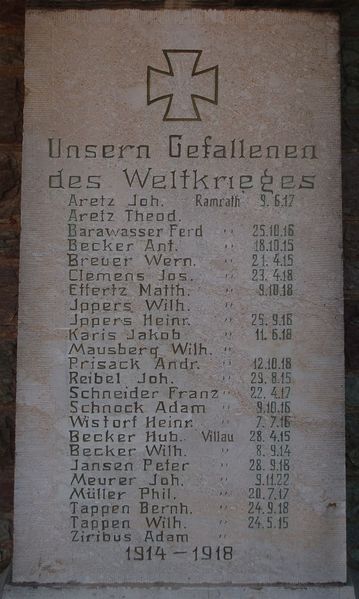 Unsern Gefallenen
des Weltkrieges
Aretz Joh. Ramrath 9.6.17
Aretz Theod.
Barawasser Ferd " 25.10.16
Becker Ant. " 18.10.15
Breuer Wern. " 21.4.15
Clemens Jos. " 23.4.18
Effertz Matth. " 9.10.18
Jppers Wilh. "
Jppers Heinr. " 25.9.16
Karis Jakob " 11.6.18
Mausberg Wilh. "
Prisack Andr. " 12.10.18
Reibel Joh. " 29.8.15
Schneider Franz " 22.4.17
Schnock Adam " 9.10.16
Wistorf Heinr. " 7.7.16
Becker Hub. Villau 28.4.15
Becker Wilh. " 8.9.14
Jansen Peter " 28.9.18
Meurer Joh. " 9.11.22
Müller Phil. " 20.7.17
Tappen Bernh. " 24.9.18
Tappen Wilh. " 24.5.15
Ziribus Adam "
1914-1918